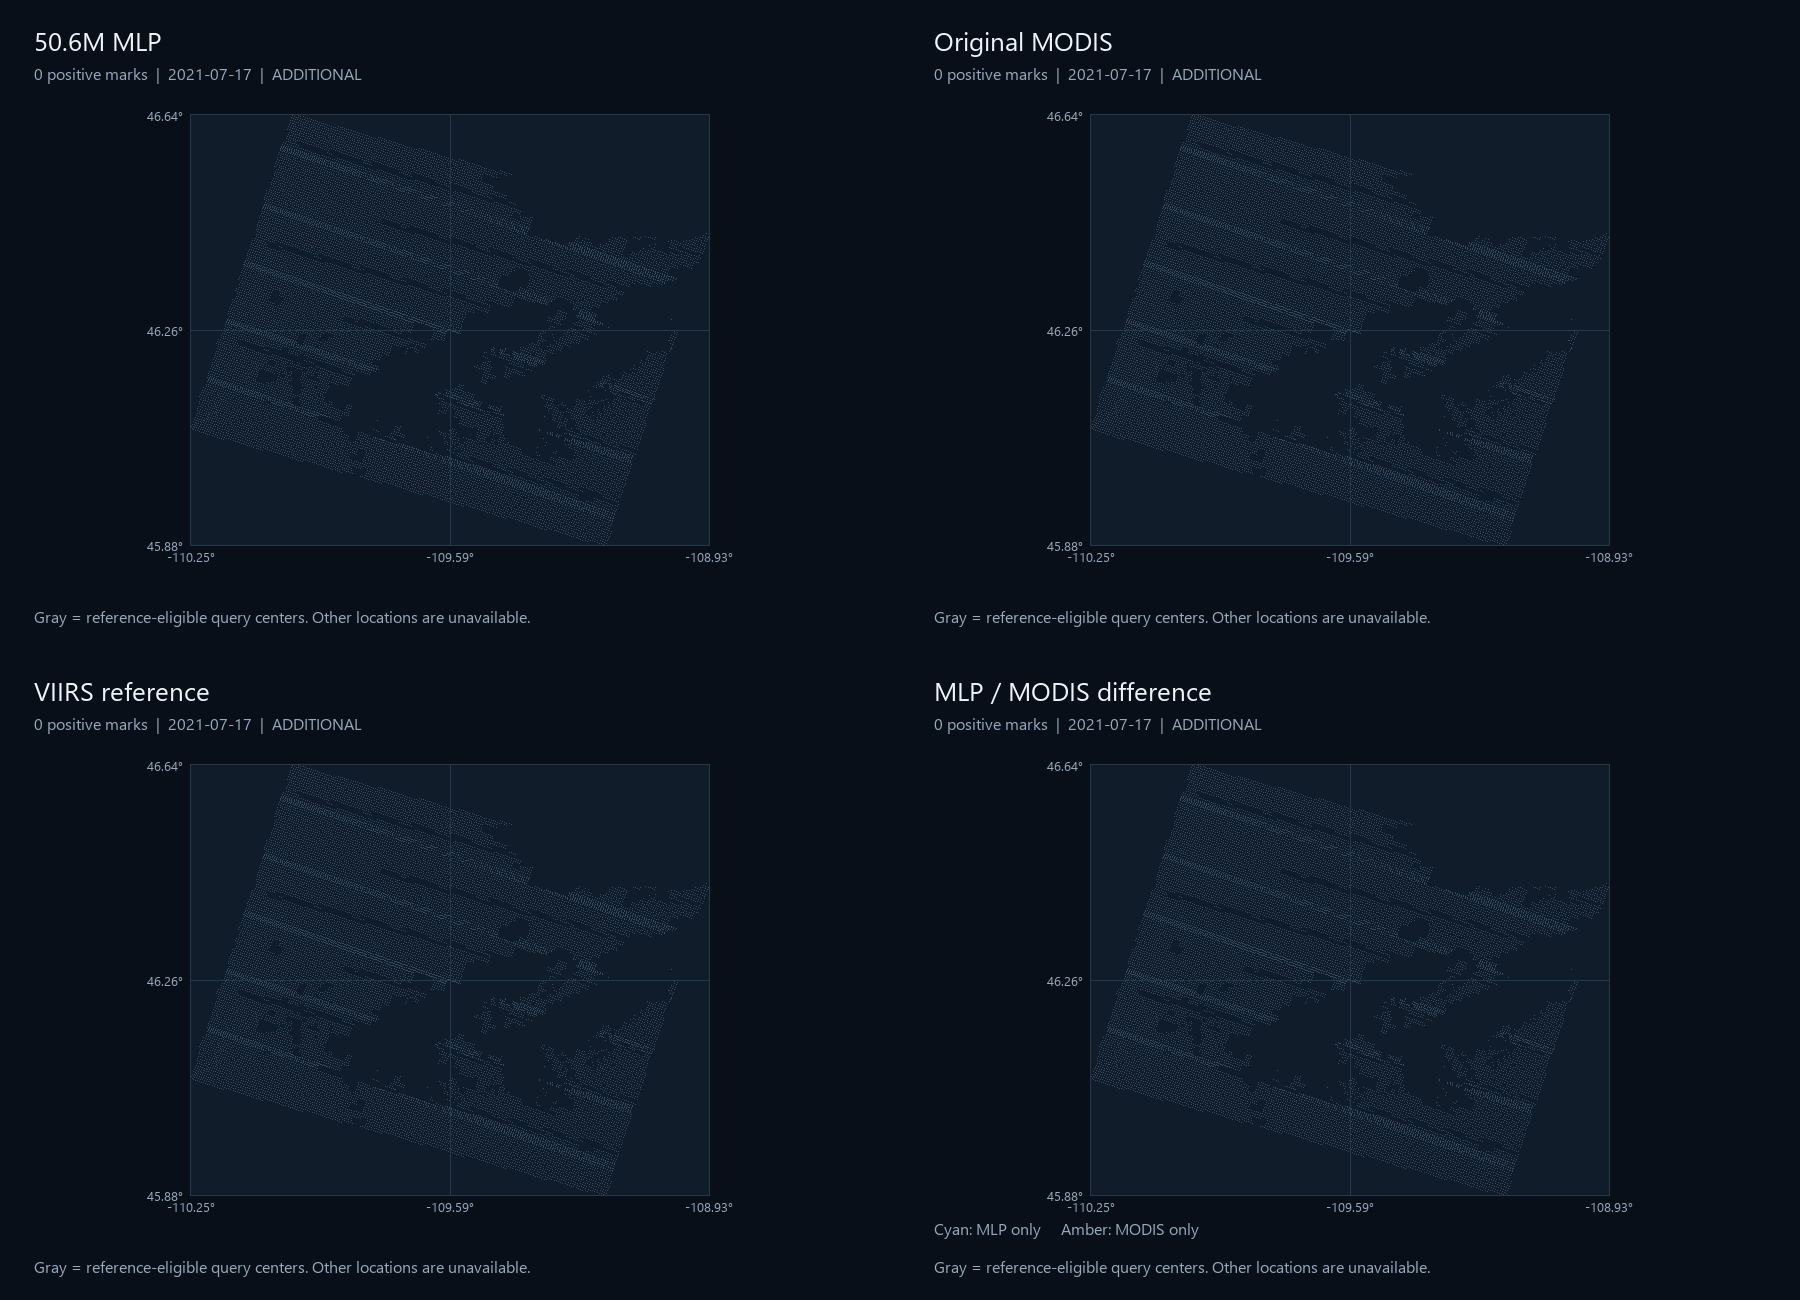 50.6M MLP
0 positive marks | 2021-07-17 | ADDITIONAL
46.64°
46.26°
45.88°
-110.25°
-109.59°
-108.93°
Gray = reference-eligible query centers. Other locations are unavailable.
Original MODIS
0 positive marks | 2021-07-17 | ADDITIONAL
46.64°
46.26°
45.88°
-110.25°
-109.59°
-108.93°
Gray = reference-eligible query centers. Other locations are unavailable.
VIIRS reference
0 positive marks | 2021-07-17 | ADDITIONAL
46.64°
46.26°
45.88°
-110.25°
-109.59°
-108.93°
Gray = reference-eligible query centers. Other locations are unavailable.
MLP / MODIS difference
0 positive marks | 2021-07-17 | ADDITIONAL
46.64°
46.26°
45.88°
-110.25°
-109.59°
-108.93°
Cyan: MLP only Amber: MODIS only
Gray = reference-eligible query centers. Other locations are unavailable.